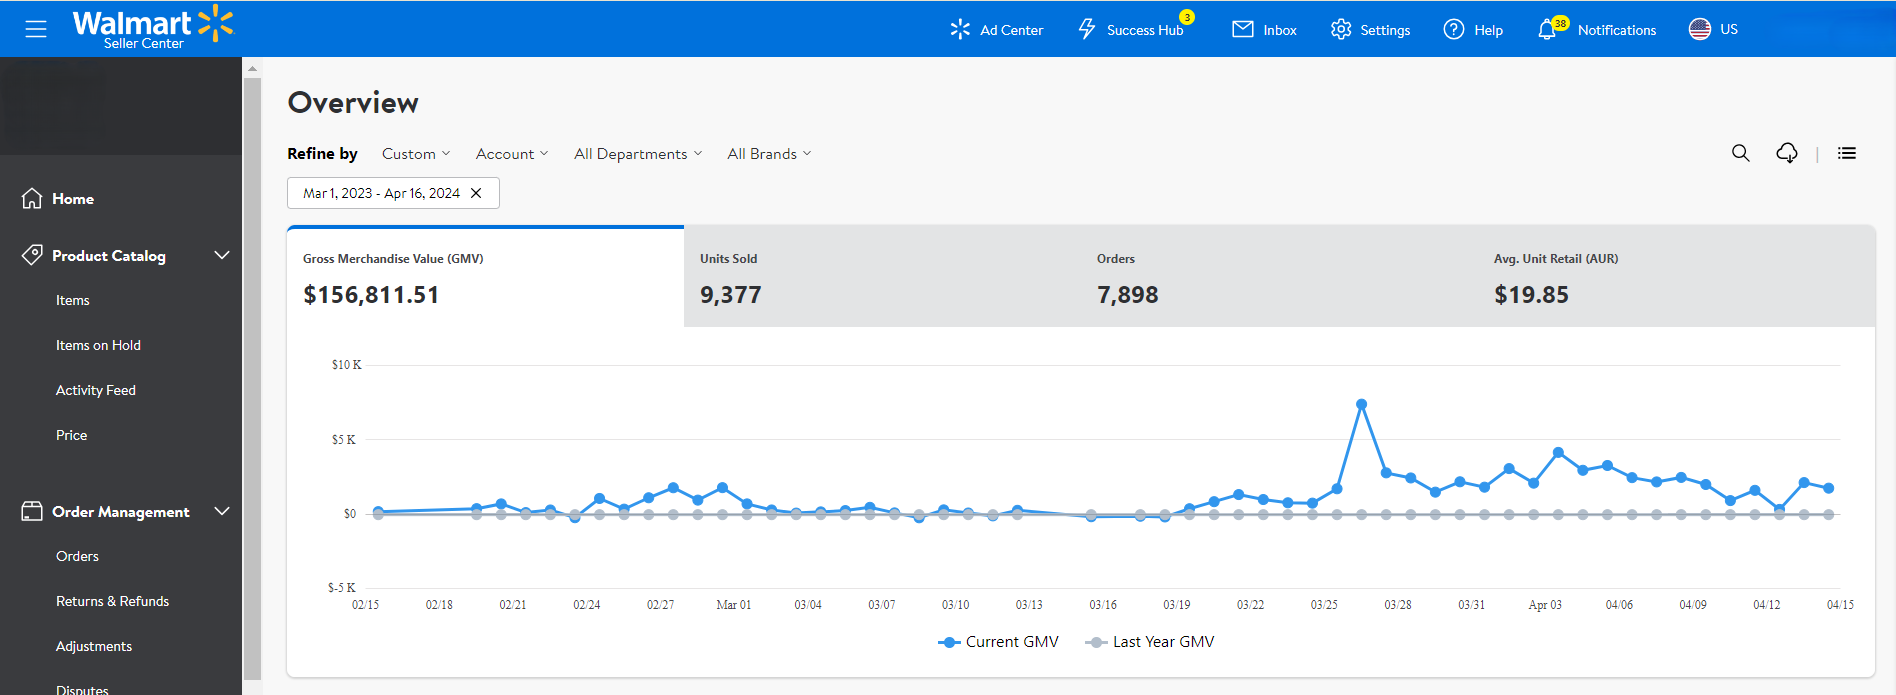 Walmart
Seller Center
Ad Center
Success Hub
3
Inbox
Settings
Help
38
Notifications
US
Home
Product Catalog
Items
Items on Hold
Activity Feed
Price
Order Management
Orders
Returns & Refunds
Adjustments
Disputes
Overview
Refine by Custom Account All Departments All Brands
Mar 1, 2023 - Apr 16, 2024
Gross Merchandise Value (GMV)
$156,811.51
Units Sold
9,377
Orders
7,898
Avg. Unit Retail (AUR)
$19.85
$10 K
$5 K
$0
$-5 K
02/15 02/18 02/21 02/24 02/27 Mar 01 03/04 03/07 03/10 03/13 03/16 03/19 03/22 03/25 03/28 03/31 Apr 03 04/06 04/09 04/12 04/15
Current GMV Last Year GMV